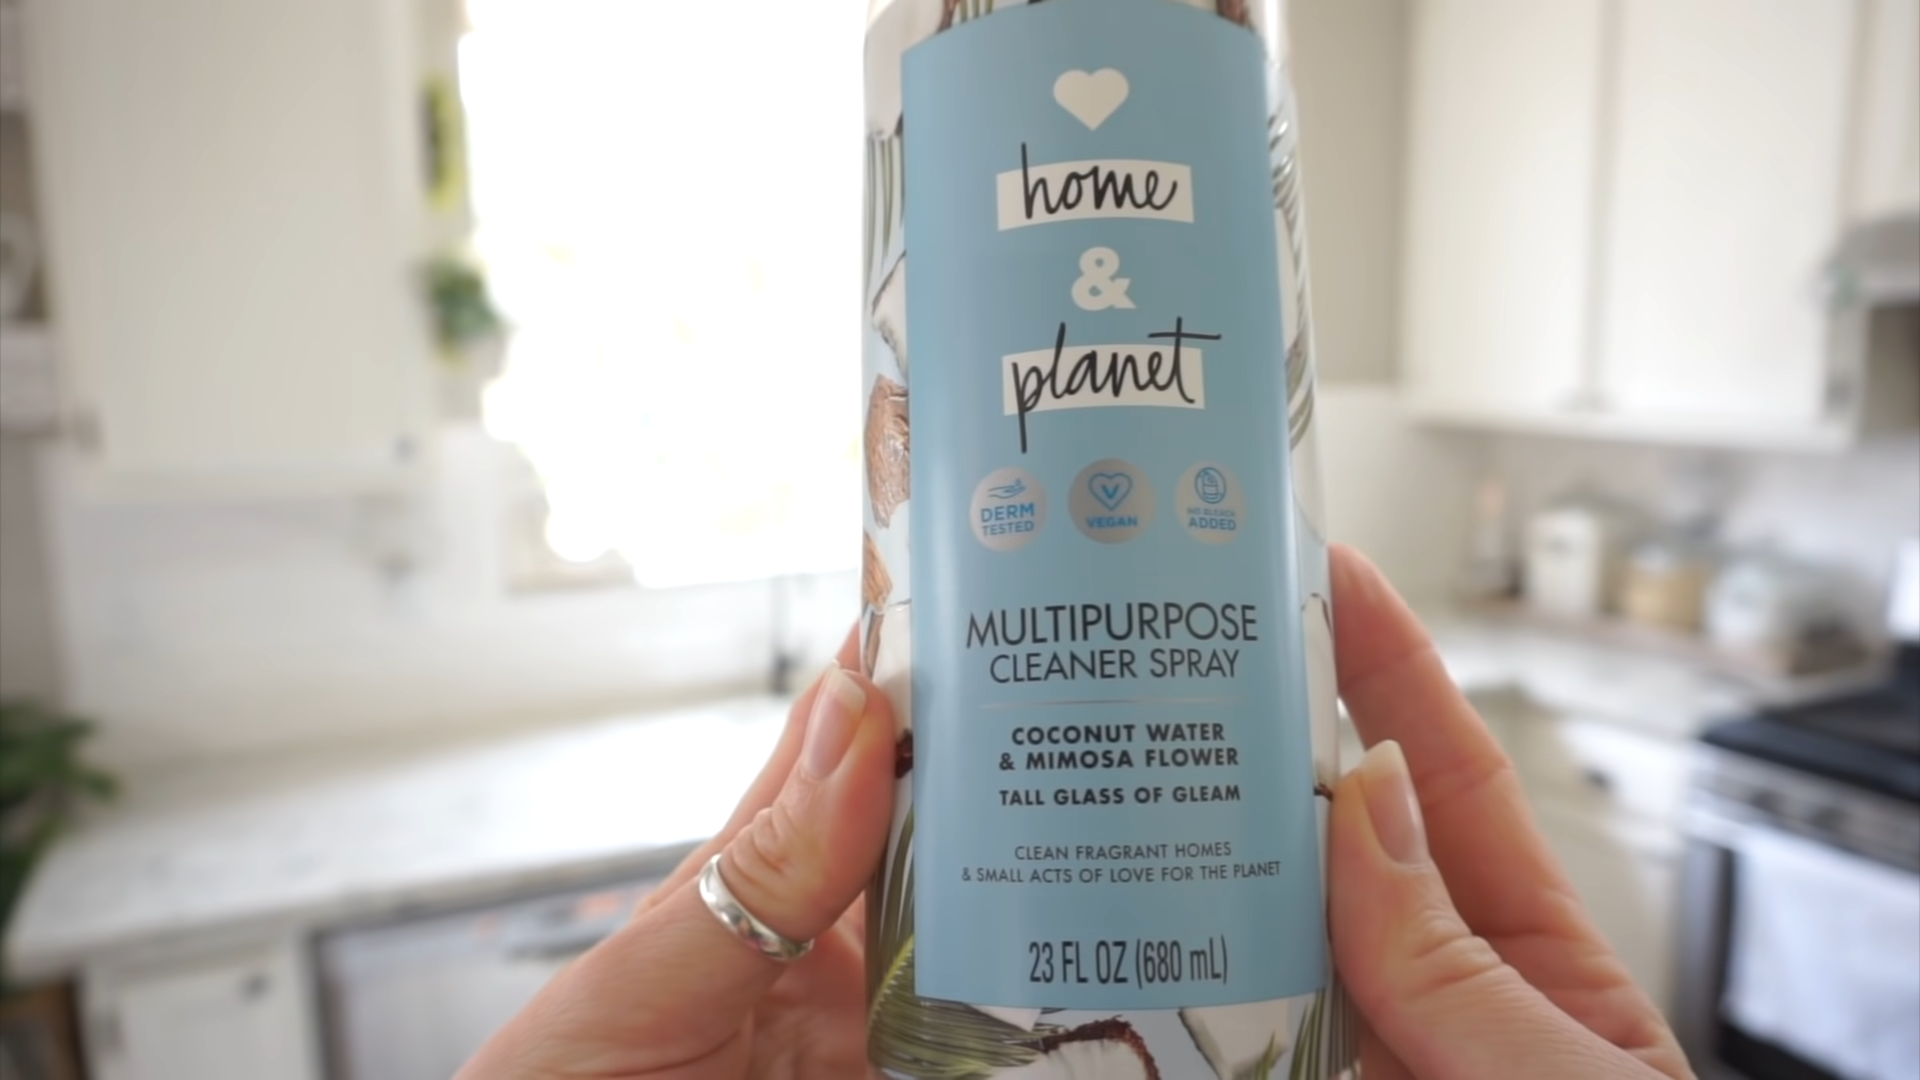 home
&
planet
DERM
TESTED
VEGAN
NO BLEACH
ADDED
MULTIPURPOSE
CLEANER SPRAY
COCONUT WATER
& MIMOSA FLOWER
TALL GLASS OF GLEAM
CLEAN FRAGRANT HOMES
& SMALL ACTS OF LOVE FOR THE PLANET
23 FL OZ (680 mL)